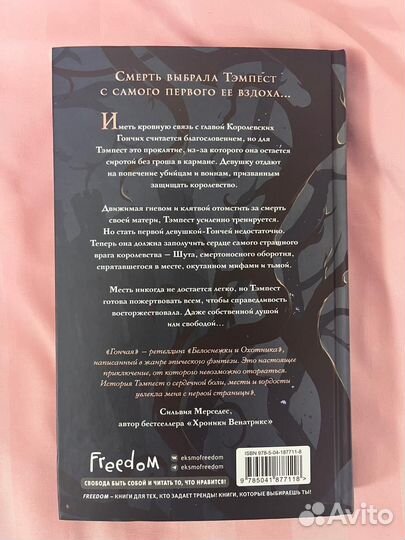 Смерть выбрала Тэмпест
с самого первого ее вздоха...
Иметь кровную связь с главой Королевских
Гончих считается благословением, но для
Тэмпест это проклятие, из-за которого она остается
сиротой без гроша в кармане. Девушку отдают
на попечение убийцам и воинам, призванным
защищать королевство.
Движимая гневом и клятвой отомстить за смерть
своей матери, Тэмпест усиленно тренируется.
Но стать первой девушкой-Гончей недостаточно.
Теперь она должна заполучить сердце самого страшного
врага королевства – Шута, смертоносного оборотня,
спрятавшегося в месте, окутанном мифами и тьмой.
Месть никогда не достается легко, но Тэмпест
готова пожертвовать всем, чтобы справедливость
восторжествовала. Даже собственной душой
или свободой...
«Гончая» – ретеллинг «Белоснежки и Охотника»,
написанный в жанре эпического фэнтези. Это настоящее
приключение, от которого невозможно оторваться.
История Тэмпест о сердечной боли, мести и гордости
увлекла меня с первой страницы».
Сильвия Мерседес,
автор бестселлера «Хроники Венатрикс»
Freedom
eksmofreedom
eksmofreedom
СВОБОДА БЫТЬ СОБОЙ И ЧИТАТЬ ТО, ЧТО НРАВИТСЯ!
FREEDOM – КНИГИ ДЛЯ ТЕХ, КТО ЗАДАЕТ ТРЕНДЫ! КНИГИ, КОТОРЫЕ ВЫБИРАЕШЬ ТЫ!
ISBN 978-5-04-187711-8
9 785041 877118 >
Avito